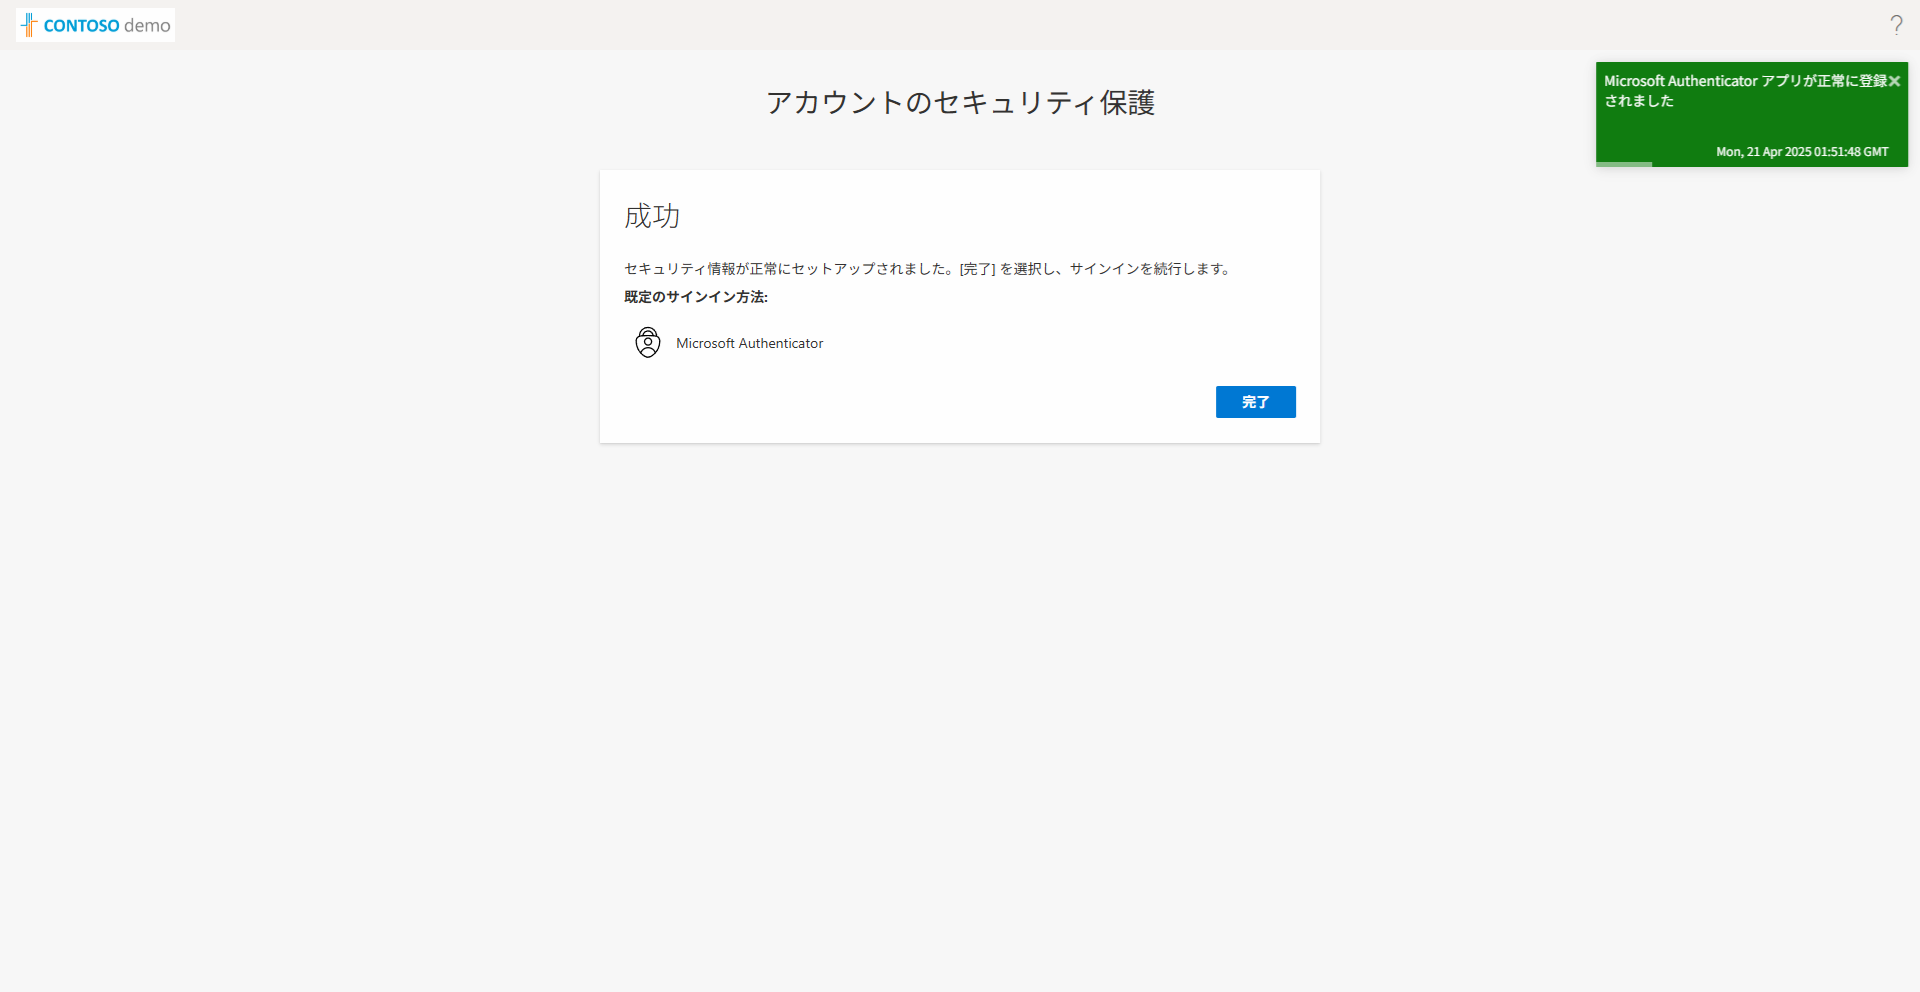 CONTOSO demo
?
アカウントのセキュリティ保護
Microsoft Authenticator アプリが正常に登録
されました
Mon, 21 Apr 2025 01:51:48 GMT
成功
セキュリティ情報が正常にセットアップされました。[完了] を選択し、サインインを続行します。
既定のサインイン方法:
Microsoft Authenticator
完了